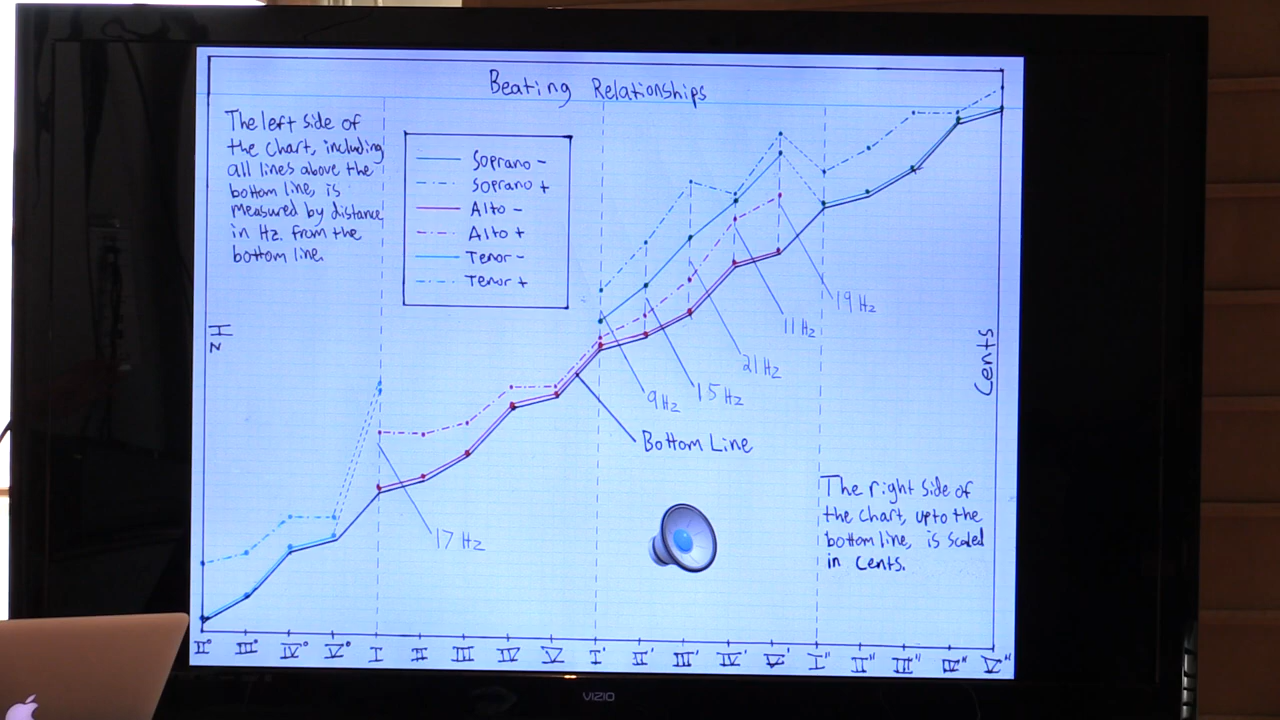 Beating Relationships
The left side of
the chart, including
all lines above the
bottom line, is
measured by distance
in Hz. from the
bottom line.
Soprano -
Soprano +
Alto -
Alto +
Tenor -
Tenor +
Hz
Cents
19 Hz
11 Hz
21 Hz
15 Hz
9 Hz
Bottom Line
17 Hz
The right side of
the chart, upto the
bottom line, is scaled
in Cents.
II° III° IV° V° I II III IV V I' II' III' IV' V' I" II" III" IV" V"
VIZIO